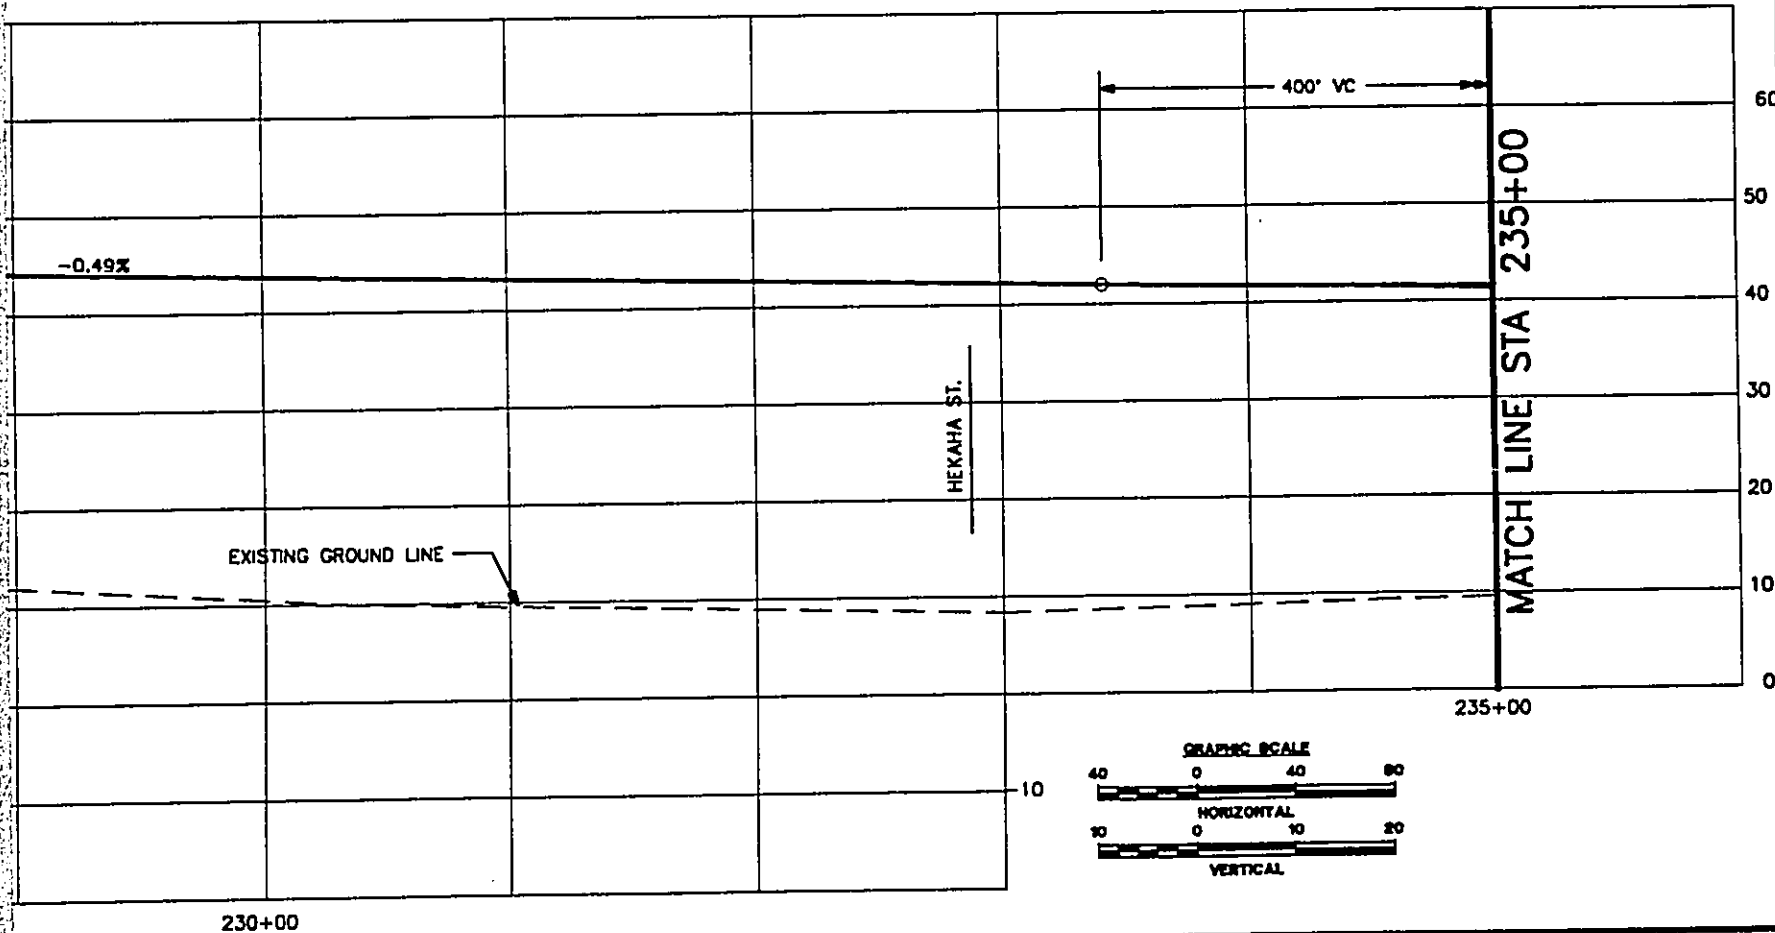 400' VC
60
50
-0.49%
40
MATCH LINE STA 235+00
30
HEKAHA ST.
20
EXISTING GROUND LINE
10
0
235+00
GRAPHIC SCALE
40 0 40 80
10
HORIZONTAL
10 0 10 20
VERTICAL
230+00